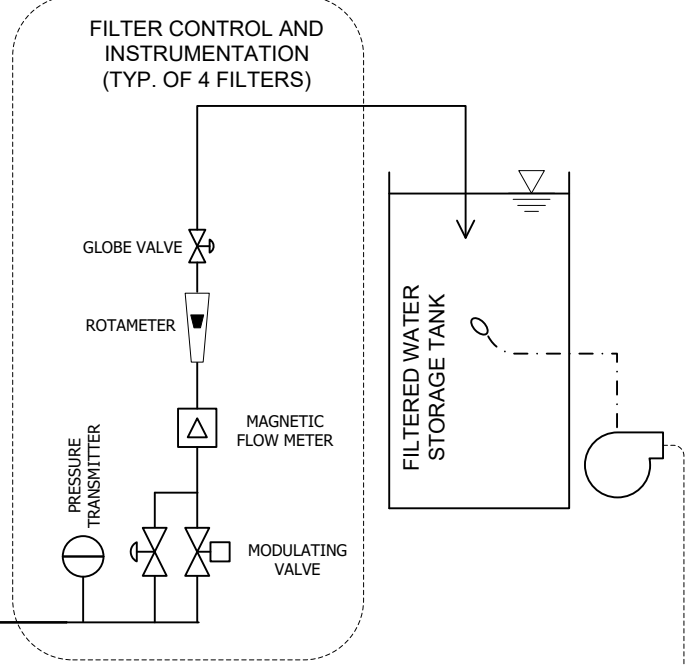 FILTER CONTROL AND
INSTRUMENTATION
(TYP. OF 4 FILTERS)
GLOBE VALVE
ROTAMETER
MAGNETIC
FLOW METER
PRESSURE
TRANSMITTER
MODULATING
VALVE
FILTERED WATER
STORAGE TANK